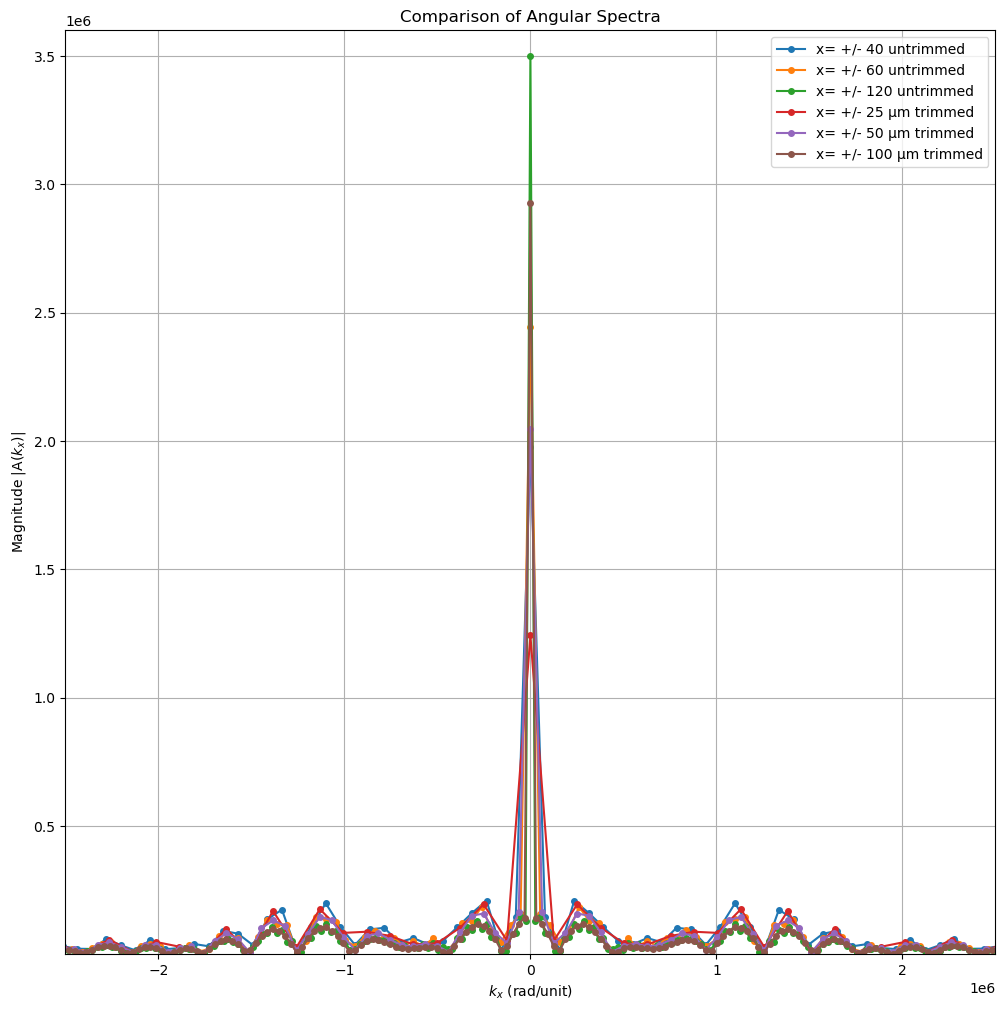 Comparison of Angular Spectra
1e6
x= +/- 40 untrimmed
x= +/- 60 untrimmed
x= +/- 120 untrimmed
x= +/- 25 μm trimmed
x= +/- 50 μm trimmed
x= +/- 100 μm trimmed
3.5
3.0
2.5
2.0
1.5
1.0
0.5
Magnitude |A(kₓ)|
−2
−1
0
1
2
1e6
kₓ (rad/unit)